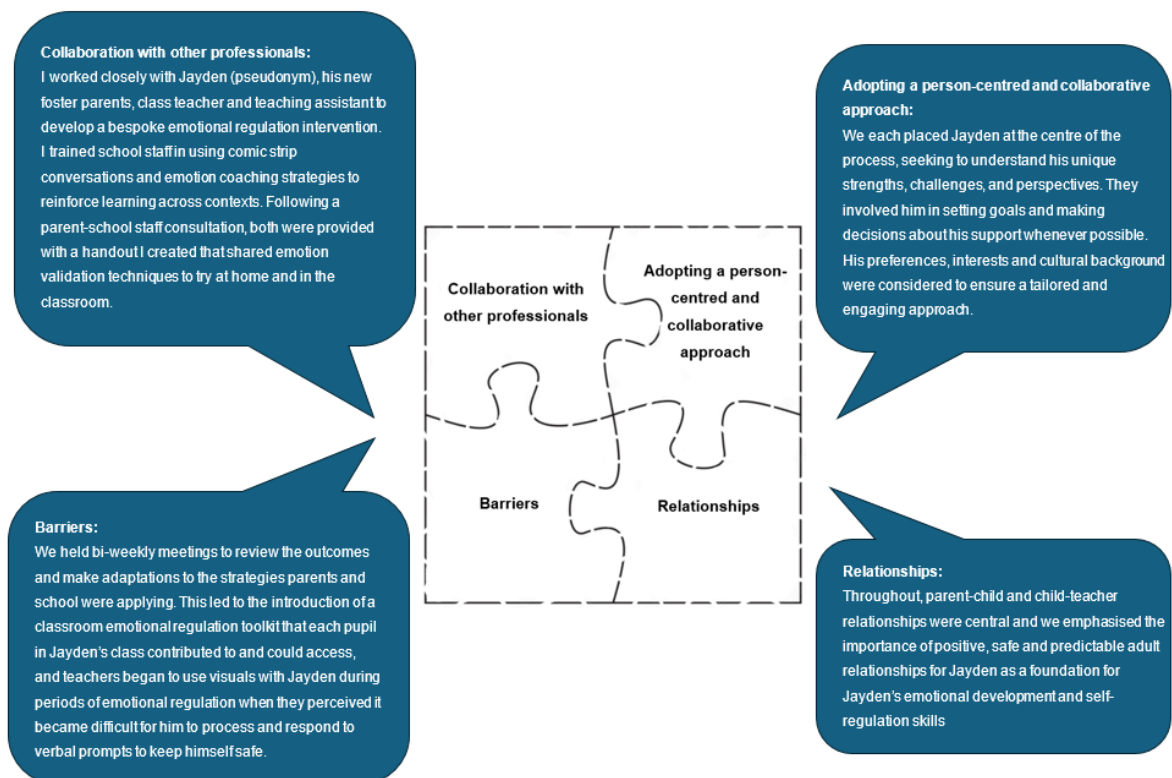 Collaboration with other professionals:
I worked closely with Jayden (pseudonym), his new
foster parents, class teacher and teaching assistant to
develop a bespoke emotional regulation intervention.
I trained school staff in using comic strip
conversations and emotion coaching strategies to
reinforce learning across contexts. Following a
parent-school staff consultation, both were provided
with a handout I created that shared emotion
validation techniques to try at home and in the
classroom.
Adopting a person-centred and collaborative
approach:
We each placed Jayden at the centre of the
process, seeking to understand his unique
strengths, challenges, and perspectives. They
involved him in setting goals and making
decisions about his support whenever possible.
His preferences, interests and cultural background
were considered to ensure a tailored and
engaging approach.
Collaboration with
other professionals
Adopting a person-
centred and
collaborative
approach
Barriers
Relationships
Barriers:
We held bi-weekly meetings to review the outcomes
and make adaptations to the strategies parents and
school were applying. This led to the introduction of a
classroom emotional regulation toolkit that each pupil
in Jayden's class contributed to and could access,
and teachers began to use visuals with Jayden during
periods of emotional regulation when they perceived it
became difficult for him to process and respond to
verbal prompts to keep himself safe.
Relationships:
Throughout, parent-child and child-teacher
relationships were central and we emphasised the
importance of positive, safe and predictable adult
relationships for Jayden as a foundation for
Jayden's emotional development and self-
regulation skills